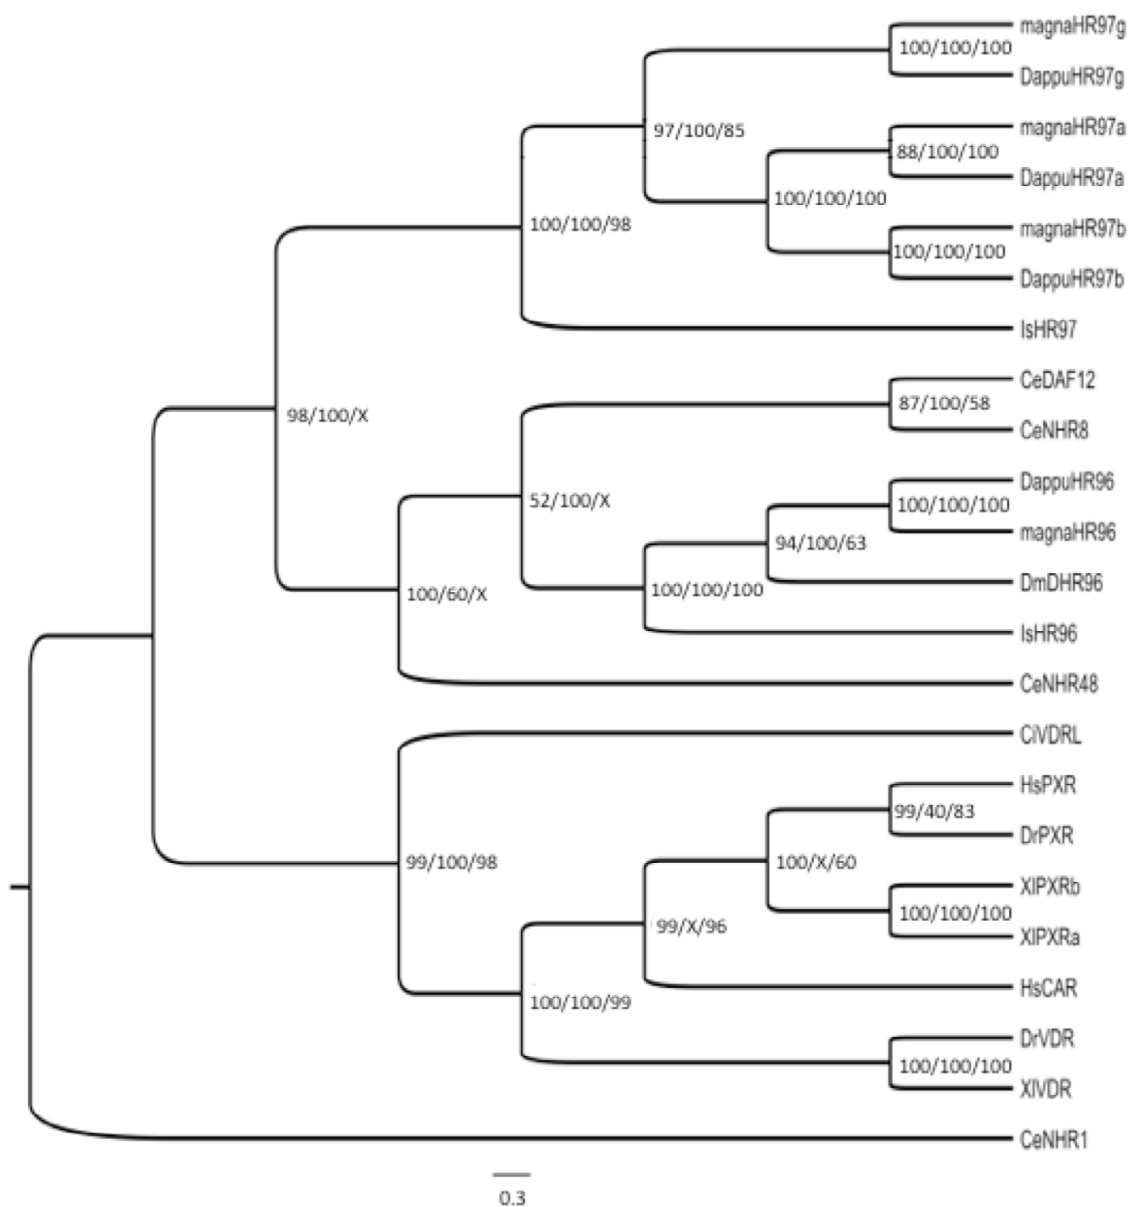 magnaHR97g
100/100/100
DappuHR97g
magnaHR97a
97/100/85
88/100/100
DappuHR97a
100/100/100
magnaHR97b
100/100/98
100/100/100
DappuHR97b
IsHR97
CeDAF12
87/100/58
98/100/X
CeNHR8
DappuHR96
52/100/X
100/100/100
magnaHR96
94/100/63
DmDHR96
100/100/100
100/60/X
IsHR96
CeNHR48
CiVDRL
HsPXR
99/40/83
DrPXR
99/100/98
100/X/60
XlPXRb
100/100/100
99/X/96
XlPXRa
HsCAR
100/100/99
DrVDR
100/100/100
XlVDR
CeNHR1
0.3